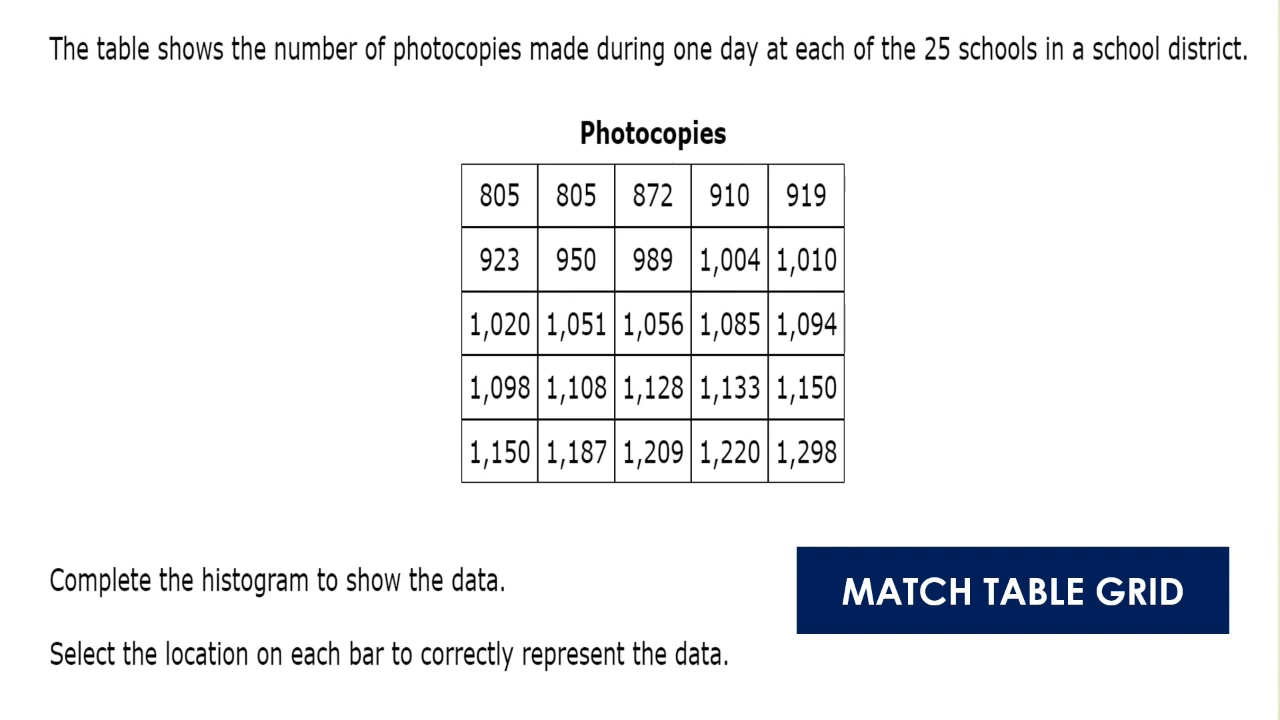 The table shows the number of photocopies made during one day at each of the 25 schools in a school district.
Photocopies
805 805 872 910 919
923 950 989 1,004 1,010
1,020 1,051 1,056 1,085 1,094
1,098 1,108 1,128 1,133 1,150
1,150 1,187 1,209 1,220 1,298
Complete the histogram to show the data.
MATCH TABLE GRID
Select the location on each bar to correctly represent the data.